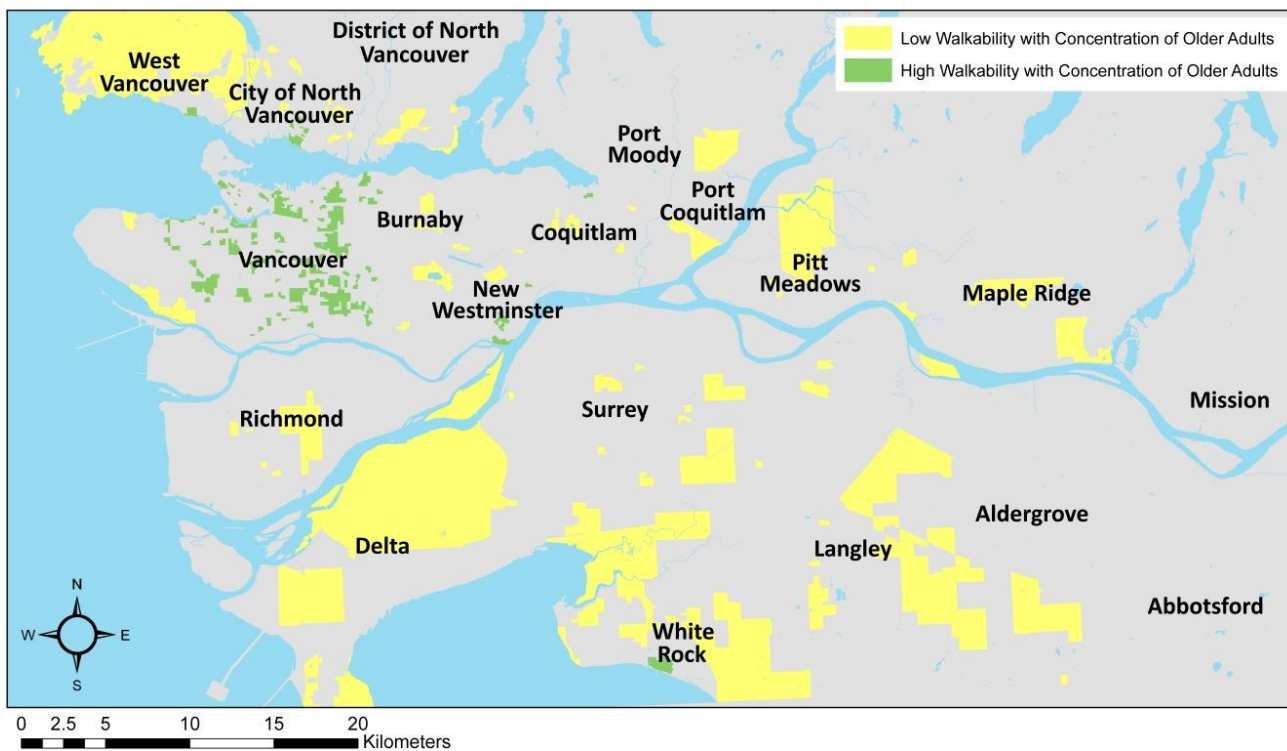 District of North
Vancouver
Low Walkability with Concentration of Older Adults
High Walkability with Concentration of Older Adults
West
Vancouver
City of North
Vancouver
Port
Moody
Port
Coquitlam
Burnaby
Coquitlam
Vancouver
Pitt
Meadows
New
Westminster
Maple Ridge
Mission
Richmond
Surrey
Aldergrove
Delta
Langley
Abbotsford
White
Rock
N
W
E
S
0 2.5 5 10 15 20
Kilometers